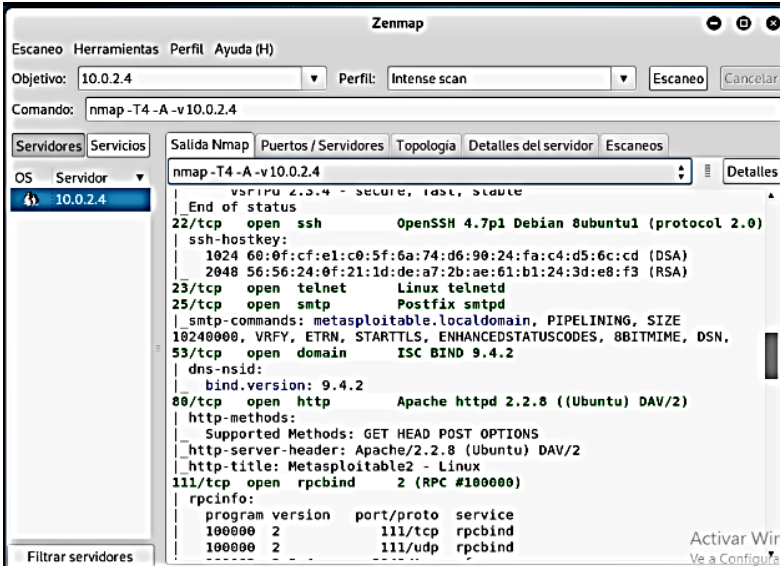 Zenmap
Escaneo Herramientas Perfil Ayuda (H)
Objetivo: 10.0.2.4 Perfil: Intense scan Escaneo Cancelar
Comando: nmap -T4 -A -v 10.0.2.4
Servidores Servicios
Salida Nmap Puertos / Servidores Topología Detalles del servidor Escaneos
OS Servidor
10.0.2.4
nmap -T4 -A -v 10.0.2.4 Detalles
| vsFTPd 2.3.4 - secure, fast, stable
|_End of status
22/tcp open ssh OpenSSH 4.7p1 Debian 8ubuntu1 (protocol 2.0)
| ssh-hostkey:
| 1024 60:0f:cf:e1:c0:5f:6a:74:d6:90:24:fa:c4:d5:6c:cd (DSA)
|_ 2048 56:56:24:0f:21:1d:de:a7:2b:ae:61:b1:24:3d:e8:f3 (RSA)
23/tcp open telnet Linux telnetd
25/tcp open smtp Postfix smtpd
|_smtp-commands: metasploitable.localdomain, PIPELINING, SIZE
10240000, VRFY, ETRN, STARTTLS, ENHANCEDSTATUSCODES, 8BITMIME, DSN,
53/tcp open domain ISC BIND 9.4.2
| dns-nsid:
|_ bind.version: 9.4.2
80/tcp open http Apache httpd 2.2.8 ((Ubuntu) DAV/2)
| http-methods:
|_ Supported Methods: GET HEAD POST OPTIONS
|_http-server-header: Apache/2.2.8 (Ubuntu) DAV/2
|_http-title: Metasploitable2 - Linux
111/tcp open rpcbind 2 (RPC #100000)
| rpcinfo:
| program version port/proto service
| 100000 2 111/tcp rpcbind
| 100000 2 111/udp rpcbind
Filtrar servidores
Activar Win
Ve a Configura